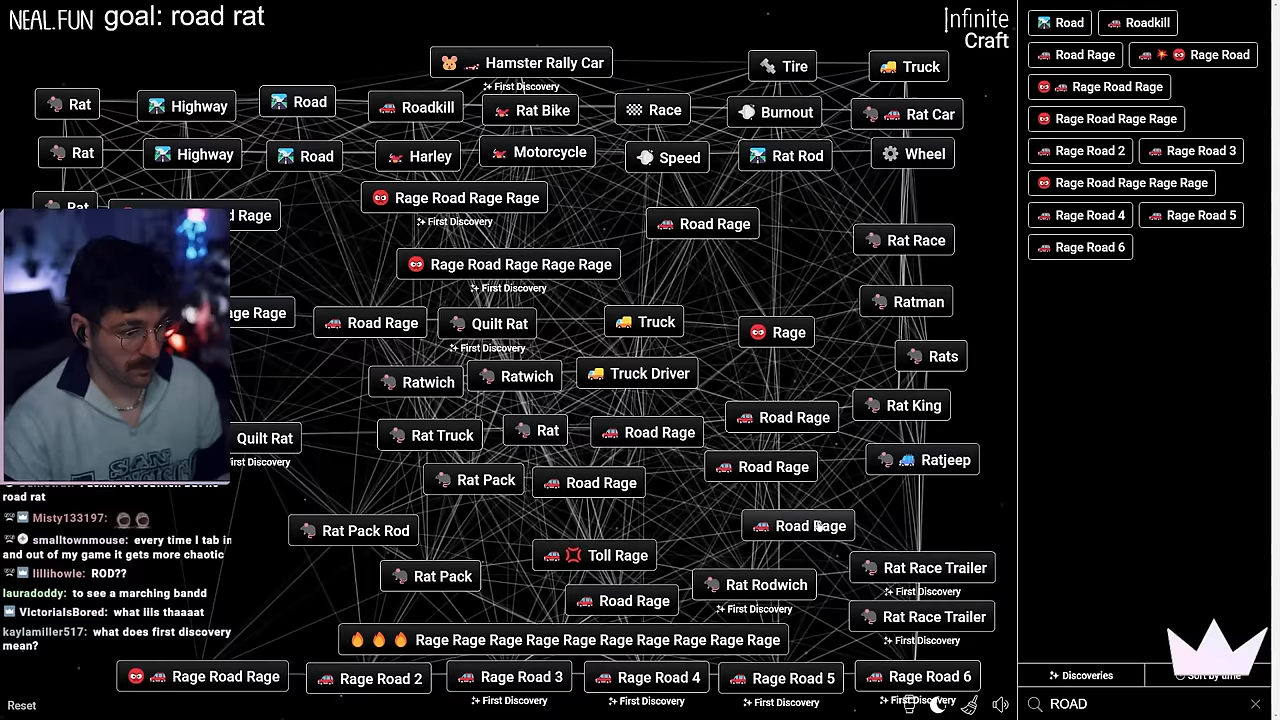 NEAL.FUN goal: road rat
Infinite Craft
Hamster Rally Car
First Discovery
Tire
Truck
Rat
Highway
Road
Roadkill
Rat Bike
Race
Burnout
Rat Car
Rat
Highway
Road
Harley
Motorcycle
Speed
Rat Rod
Wheel
Rat
d Rage
Rage Road Rage Rage
First Discovery
Road Rage
Rat Race
Rage Road Rage Rage Rage
First Discovery
Ratman
ge Rage
Road Rage
Quilt Rat
First Discovery
Truck
Rage
Rats
Ratwich
Ratwich
Truck Driver
Rat King
Quilt Rat
First Discovery
Rat Truck
Rat
Road Rage
Road Rage
Ratjeep
Rat Pack
Road Rage
Road Rage
Rat Pack Rod
Road Rage
Toll Rage
Rat Race Trailer
First Discovery
Rat Pack
Road Rage
Rat Rodwich
First Discovery
Rat Race Trailer
First Discovery
Rage Rage Rage Rage Rage Rage Rage Rage Rage Rage
Rage Road Rage
Rage Road 2
Rage Road 3
First Discovery
Rage Road 4
First Discovery
Rage Road 5
First Discovery
Rage Road 6
First Discovery
Reset
road rat
Misty133197:
smalltownmouse: every time I tab in
and out of my game it gets more chaotic
lillihowle: ROD??
lauradoddy: to see a marching bandd
VictorialsBored: what iils thaaaat
kaylamiller517: what does first discovery
mean?
Road
Roadkill
Road Rage
Rage Road
Rage Road Rage
Rage Road Rage Rage
Rage Road 2
Rage Road 3
Rage Road Rage Rage Rage
Rage Road 4
Rage Road 5
Rage Road 6
Discoveries
Sort by time
ROAD